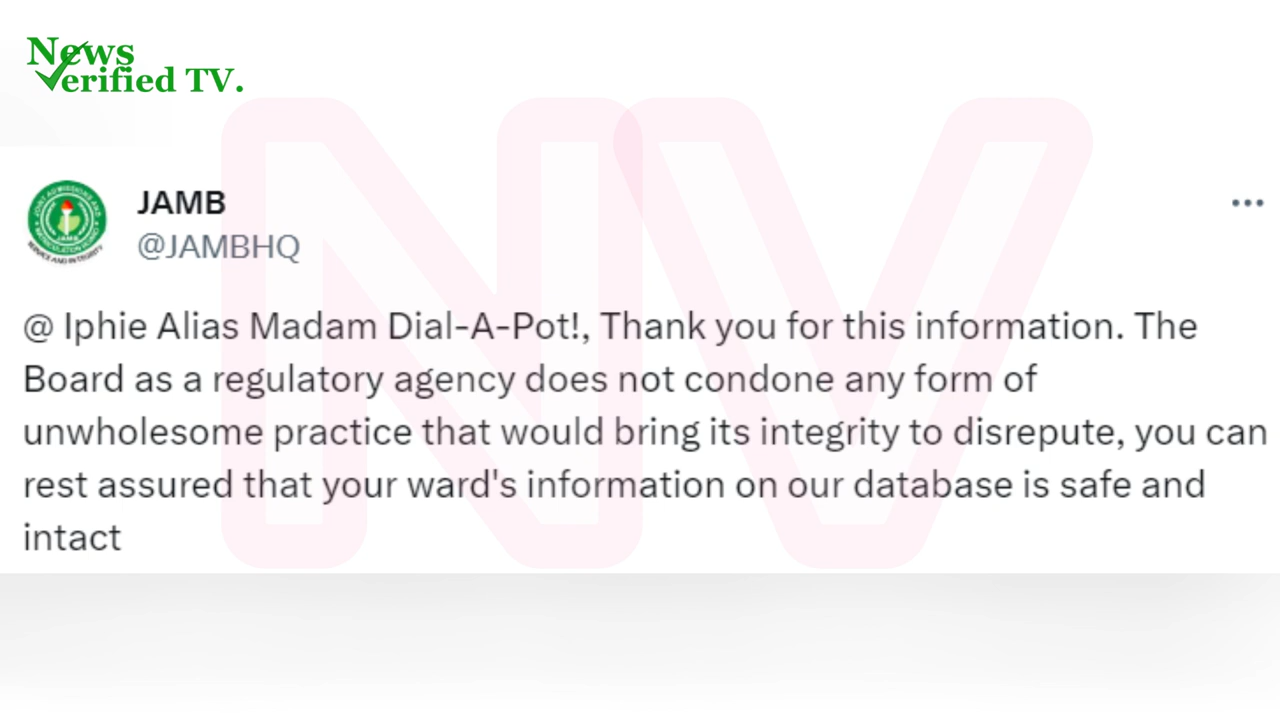 News
Verified TV.
JAMB
@JAMBHQ
@ Iphie Alias Madam Dial-A-Pot!, Thank you for this information. The
Board as a regulatory agency does not condone any form of
unwholesome practice that would bring its integrity to disrepute, you can
rest assured that your ward's information on our database is safe and
intact
NV